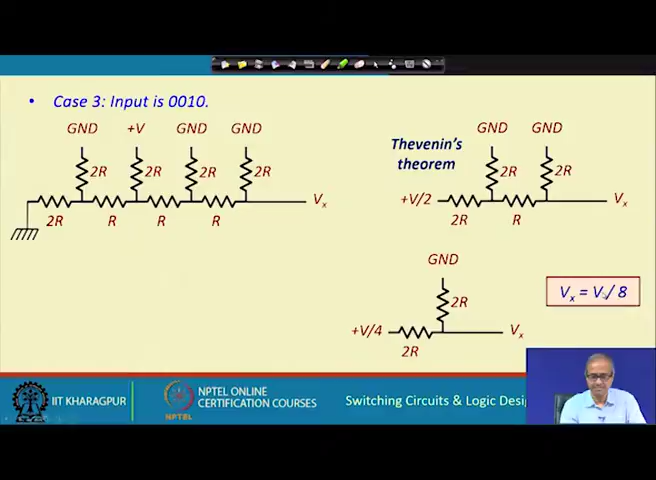 • Case 3: Input is 0010.
GND +V GND GND
2R 2R 2R 2R
2R R R R
Vx
Thevenin's
theorem
GND GND
2R 2R
+V/2 Vx
2R R
GND
2R
+V/4 Vx
2R
Vx = V / 8
IIT KHARAGPUR
NPTEL
NPTEL ONLINE
CERTIFICATION COURSES
Switching Circuits & Logic Desig